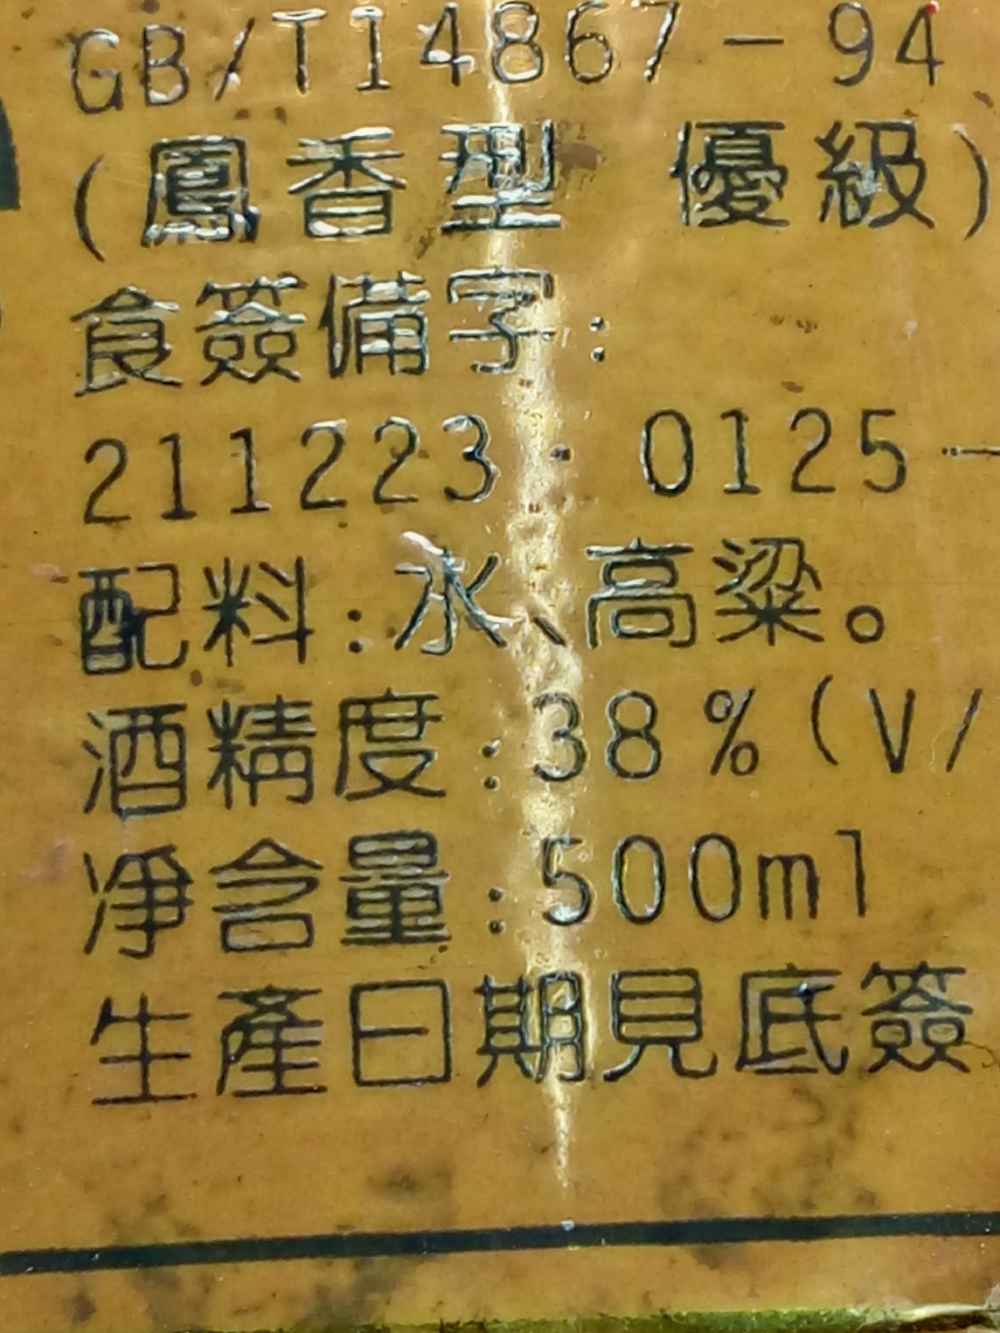 GB/T14867-94
(鳳香型 優級)
食簽備字:
211223·0125-
配料:水、高粱。
酒精度:38%(V/
凈含量:500ml
生產日期見底簽